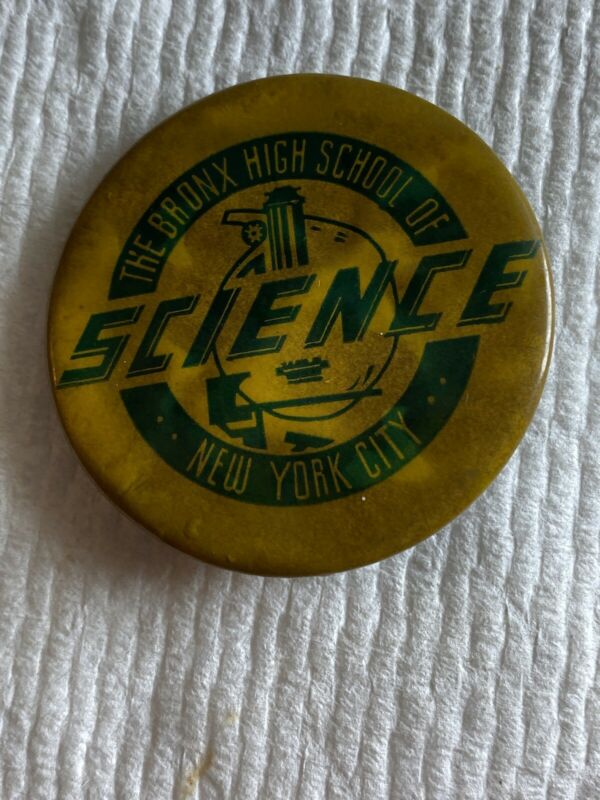 THE BRONX HIGH SCHOOL OF
SCIENCE
NEW YORK CITY